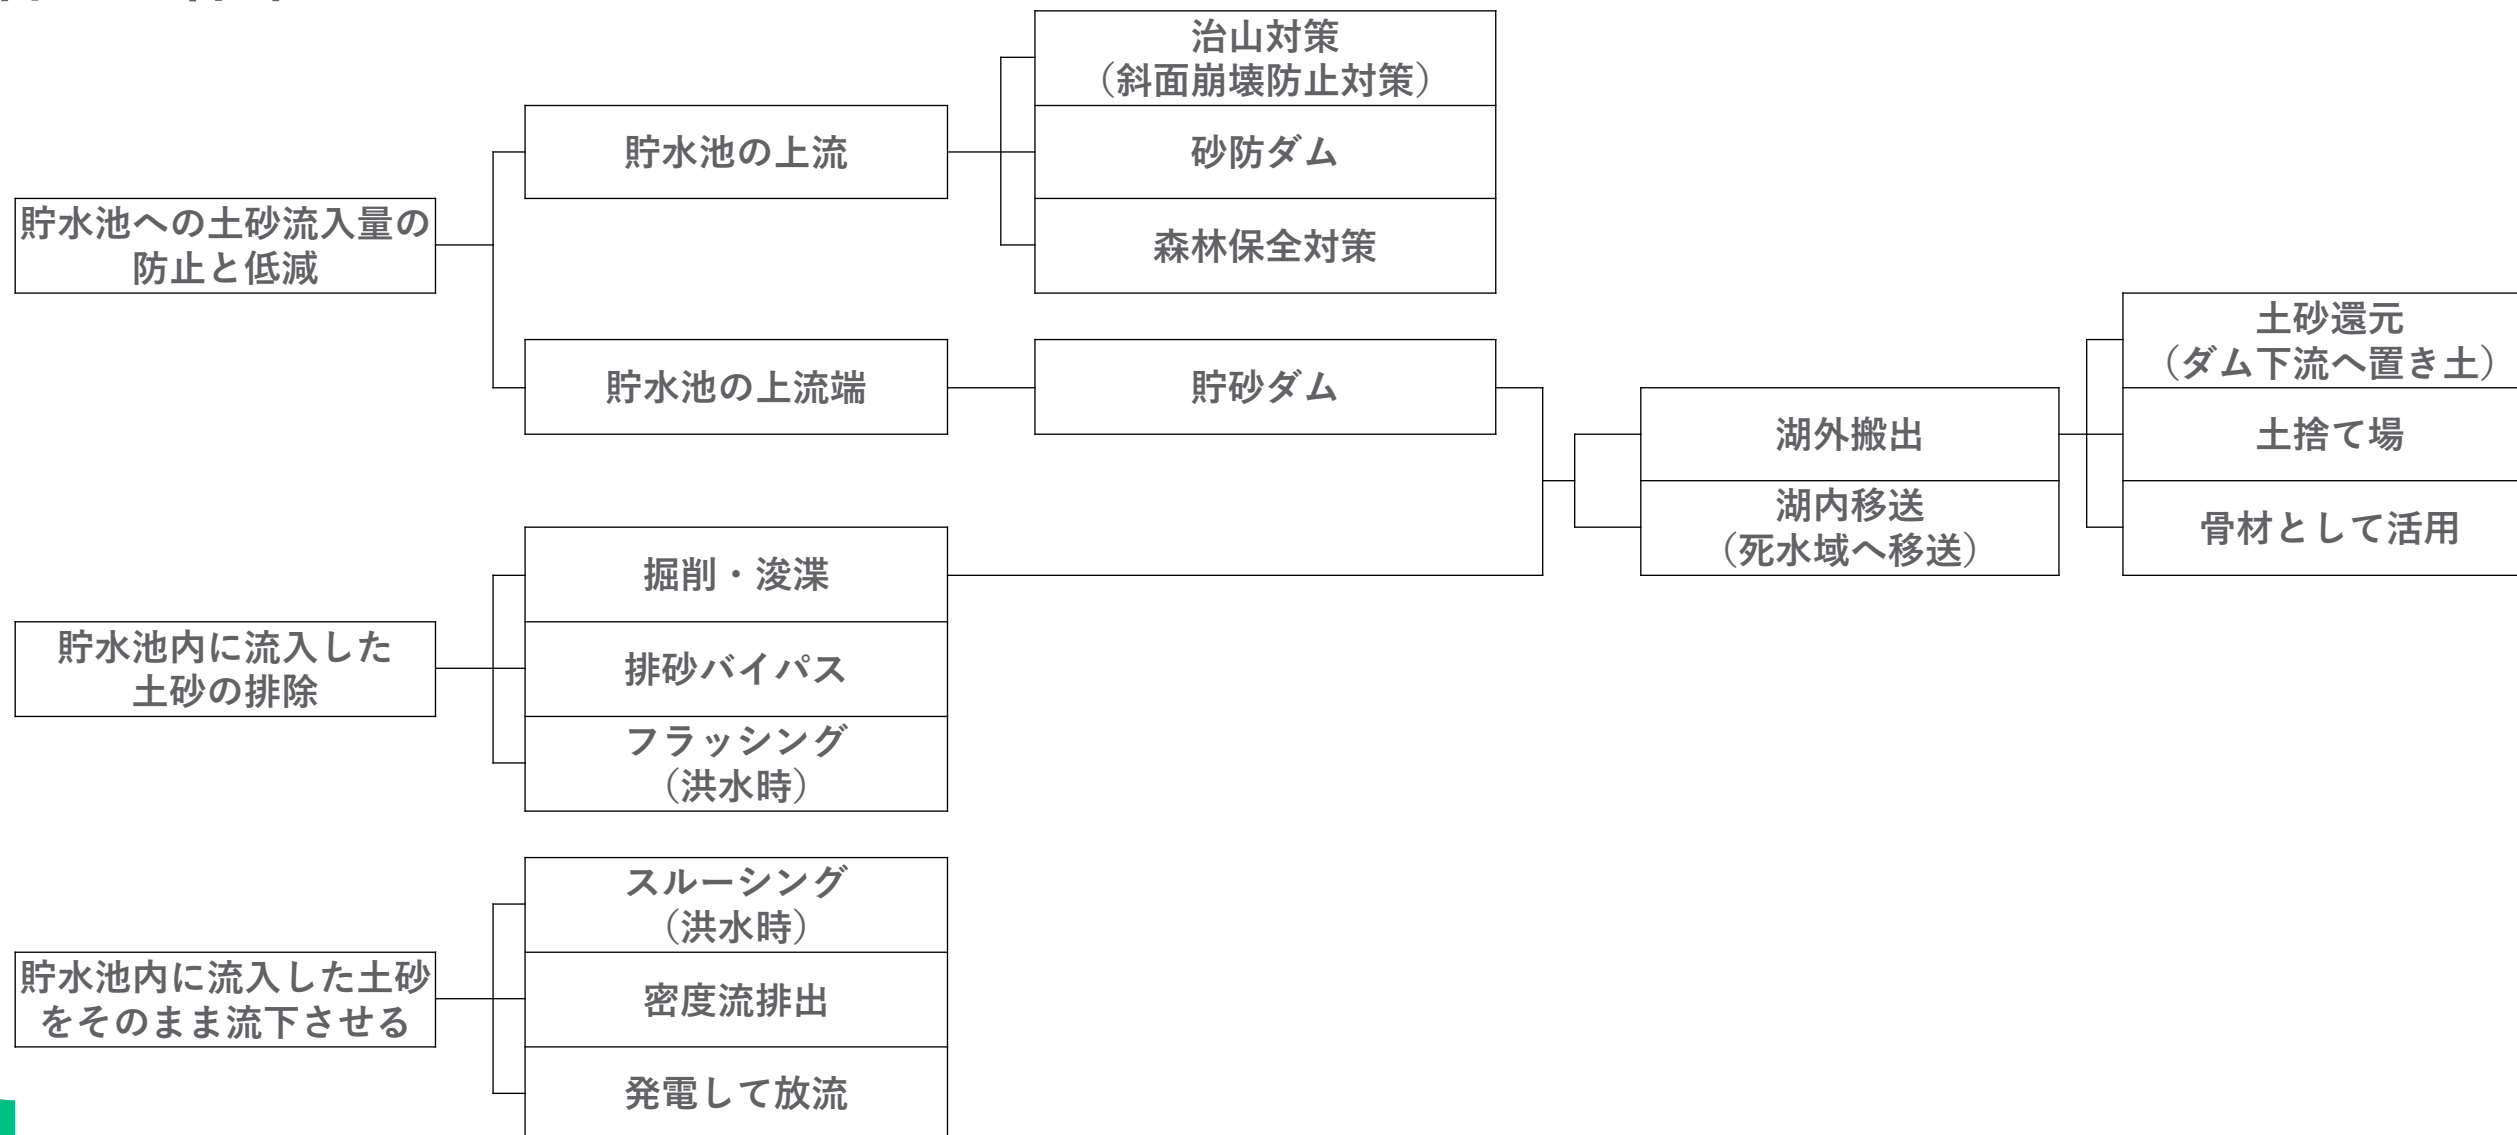 治山対策
（斜面崩壊防止対策）
貯水池の上流
砂防ダム
貯水池への土砂流入量の
防止と低減
森林保全対策
土砂還元
（ダム下流へ置き土）
貯水池の上流端
貯砂ダム
湖外搬出
土捨て場
湖内移送
（死水域へ移送）
骨材として活用
掘削・浚渫
貯水池内に流入した
土砂の排除
排砂バイパス
フラッシング
（洪水時）
スルーシング
（洪水時）
貯水池内に流入した土砂
をそのまま流下させる
密度流排出
発電して放流